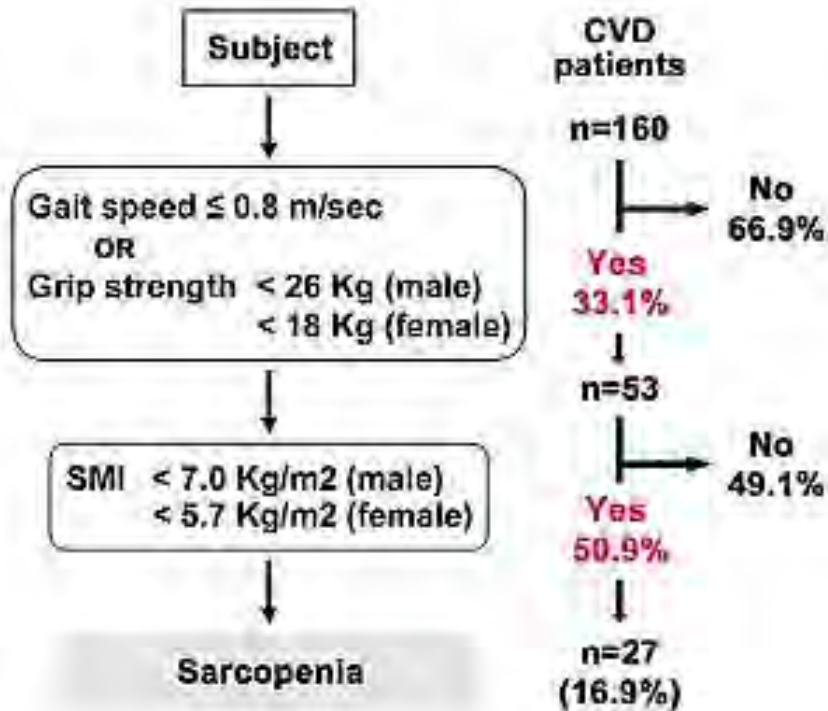 Subject
Gait speed ≤ 0.8 m/sec
OR
Grip strength < 26 Kg (male)
< 18 Kg (female)
SMI < 7.0 Kg/m2 (male)
< 5.7 Kg/m2 (female)
Sarcopenia
CVD
patients
n=160
No
66.9%
Yes
33.1%
n=53
No
49.1%
Yes
50.9%
n=27
(16.9%)